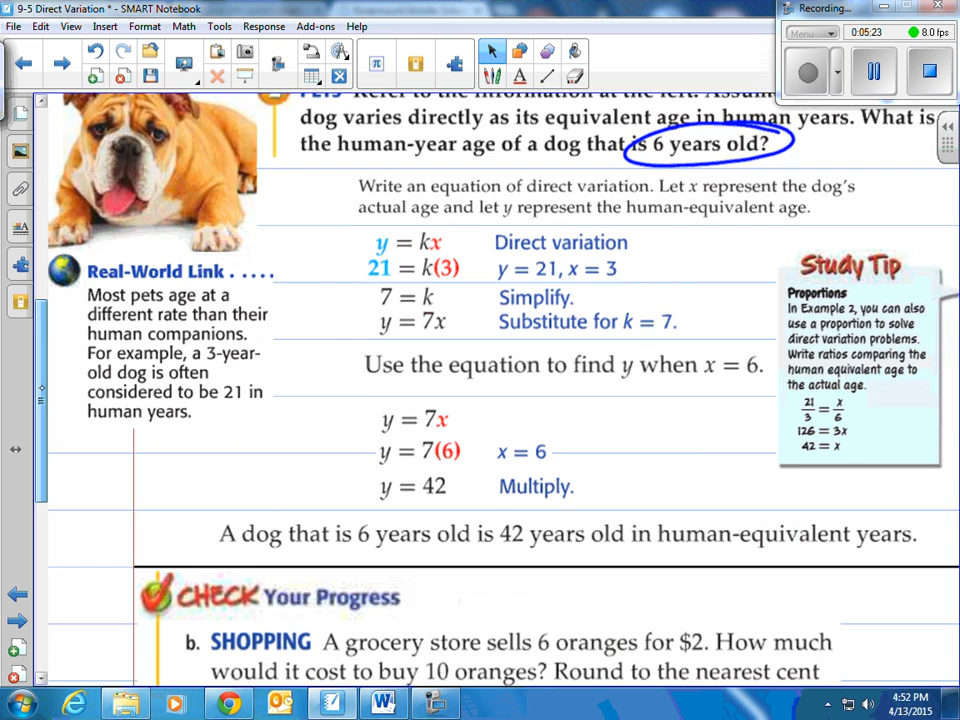 9-5 Direct Variation * - SMART Notebook
Recording...
File Edit View Insert Format Math Tools Response Add-ons Help
Menu 00:05:23 8.0 fps
PETS Refer to the information at the left.
dog varies directly as its equivalent age in human years. What is
the human-year age of a dog that is 6 years old?
Write an equation of direct variation. Let x represent the dog's
actual age and let y represent the human-equivalent age.
y = kx Direct variation
21 = k(3) y = 21, x = 3
7 = k Simplify.
y = 7x Substitute for k = 7.
Use the equation to find y when x = 6.
y = 7x
y = 7(6) x = 6
y = 42 Multiply.
A dog that is 6 years old is 42 years old in human-equivalent years.
Real-World Link . . . . .
Most pets age at a
different rate than their
human companions.
For example, a 3-year-
old dog is often
considered to be 21 in
human years.
Study Tip
Proportions
In Example 2, you can also
use a proportion to solve
direct variation problems.
Write ratios comparing the
human equivalent age to
the actual age.
21/3 = x/6
126 = 3x
42 = x
CHECK Your Progress
b. SHOPPING A grocery store sells 6 oranges for $2. How much
would it cost to buy 10 oranges? Round to the nearest cent
4:52 PM
4/13/2015